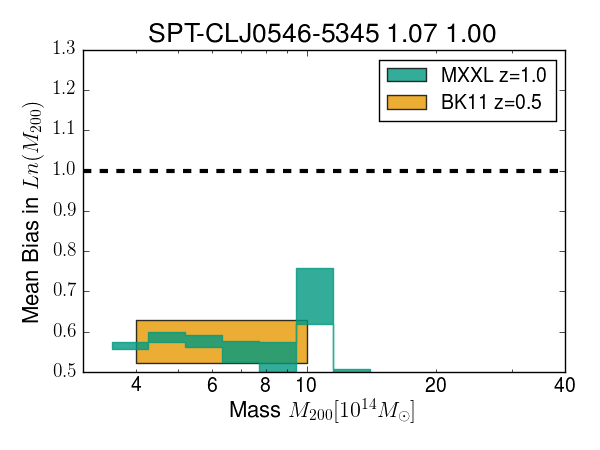 SPT-CLJ0546-5345 1.07 1.00
MXXL z=1.0
BK11 z=0.5
Mean Bias in Ln(M₂₀₀)
1.3
1.2
1.1
1.0
0.9
0.8
0.7
0.6
0.5
4 6 8 10 20 40
Mass M₂₀₀[10¹⁴M☉]